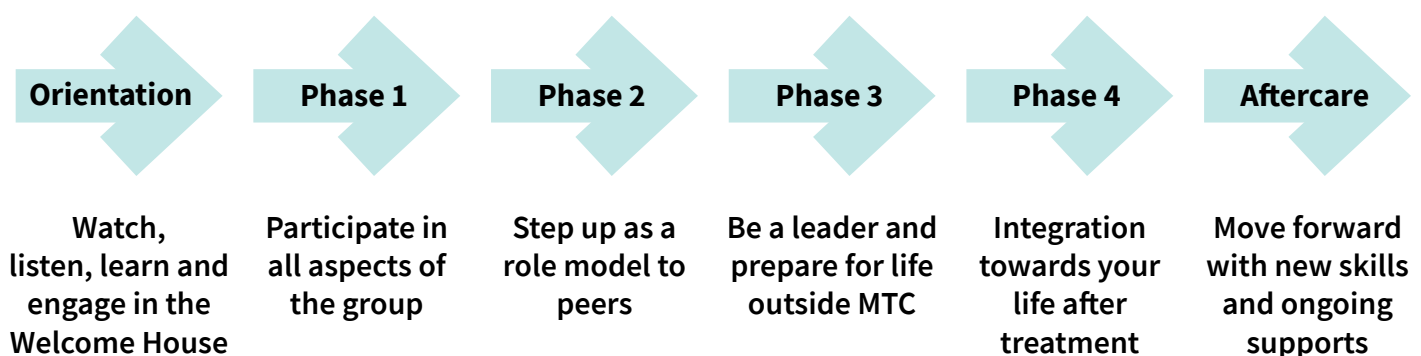 Orientation
Phase 1
Phase 2
Phase 3
Phase 4
Aftercare
Watch,
listen, learn and
engage in the
Welcome House
Participate in
all aspects of
the group
Step up as a
role model to
peers
Be a leader and
prepare for life
outside MTC
Integration
towards your
life after
treatment
Move forward
with new skills
and ongoing
supports